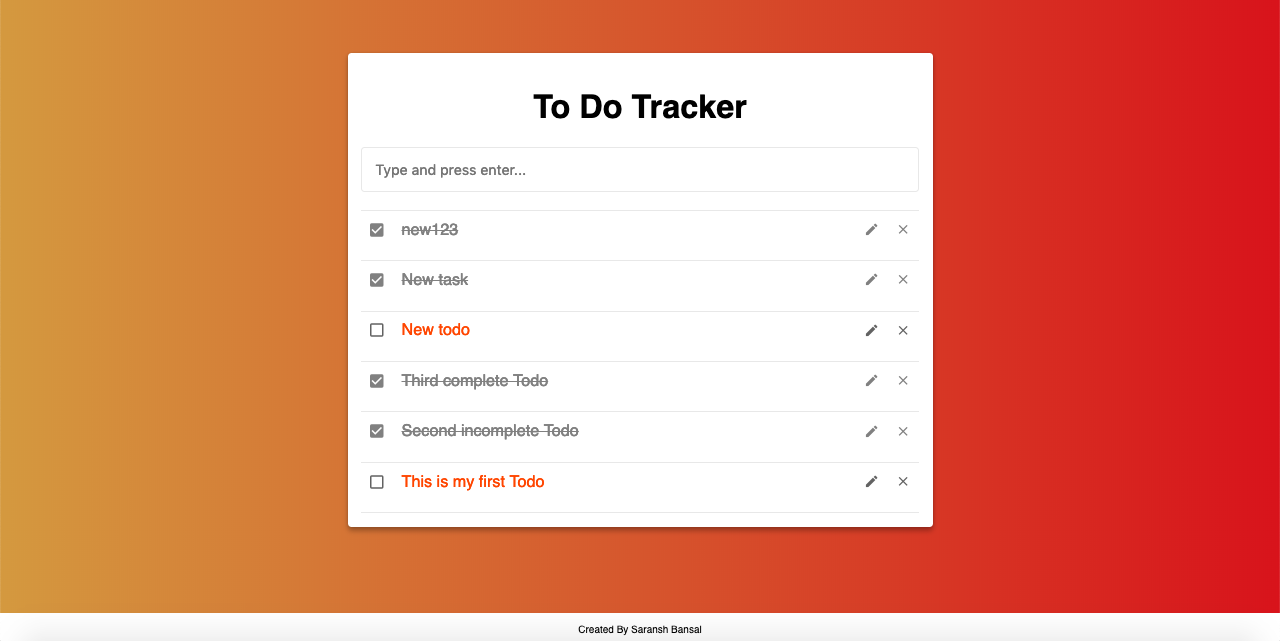 To Do Tracker
Type and press enter...
new123
New task
New todo
Third complete Todo
Second incomplete Todo
This is my first Todo
Created By Saransh Bansal